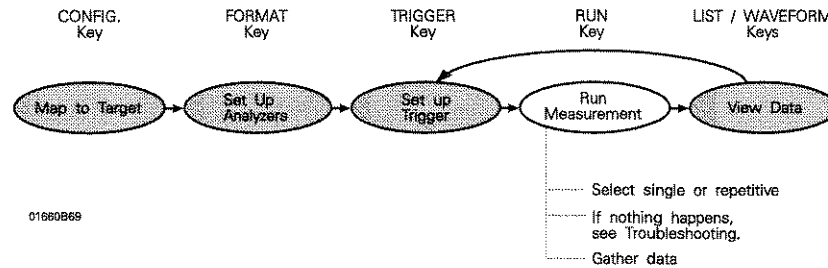 CONFIG.
Key
FORMAT
Key
TRIGGER
Key
RUN
Key
LIST / WAVEFORM
Keys
Map to Target
Set Up
Analyzers
Set up
Trigger
Run
Measurement
View Data
Select single or repetitive
If nothing happens,
see Troubleshooting.
Gather data
01660B69